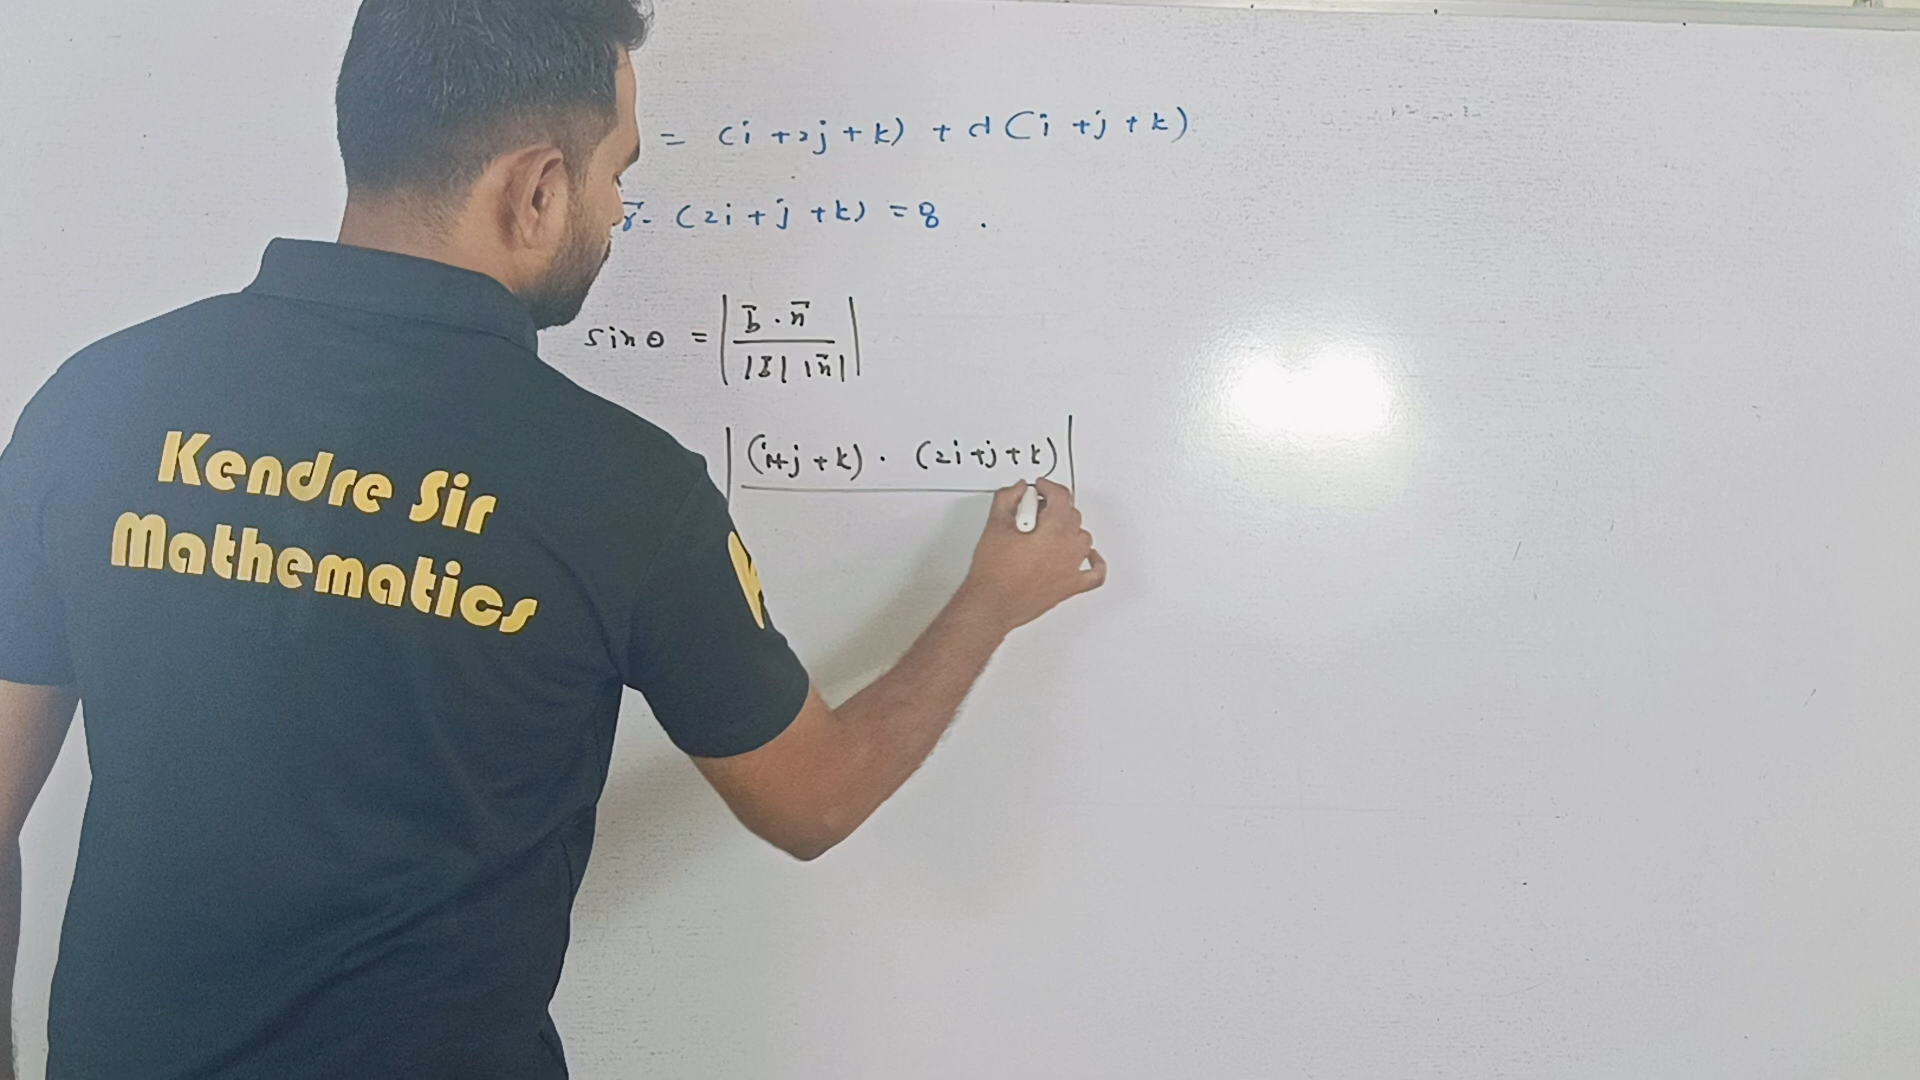 = (i + 2j + k) + d (i + j + k)
r̄ - (2i + j + k) = 8 .
sin θ = | b̄ . n̄ / |b̄| |n̄| |
| (i+j + k) . (2i + j + k) |
Kendre Sir
Mathematics